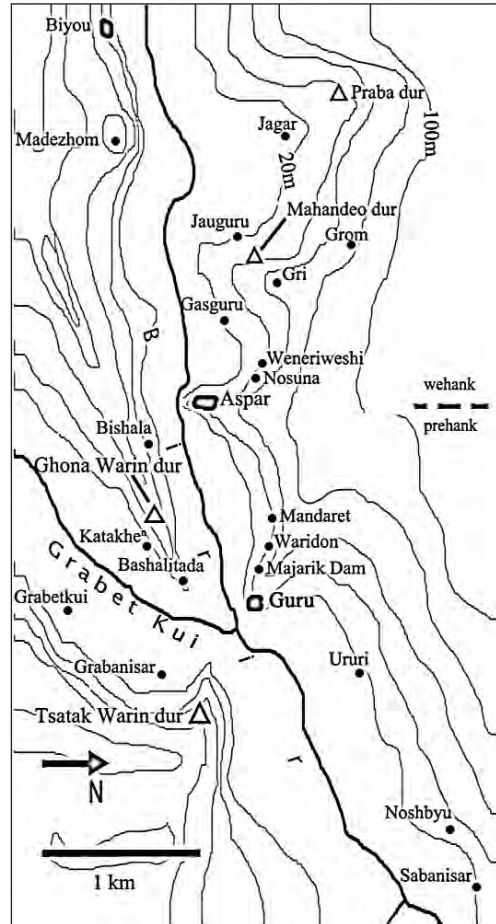 Biyou
Praba dur
Madezhom
Jagar
100m
20m
Mahandeo dur
Jauguru
Grom
Gri
Gasguru
B
Weneriweshi
wehank
Nosuna
Aspar
prehank
Bishala
i
Ghona Warin dur
Mandaret
Katakheⁿ
Waridon
r
Bashalitada
Majarik Dam
Grabetkui
Guru
Grabet Kui
i
Ururi
Grabanisar
Tsatak Warin dur
r
N
Noshbyu
1 km
Sabanisar